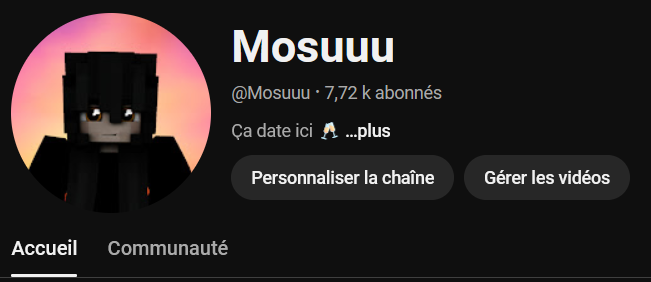 Mosuuu
@Mosuuu · 7,72 k abonnés
Ça date ici 🥂 ...plus
Personnaliser la chaîne Gérer les vidéos
Accueil Communauté